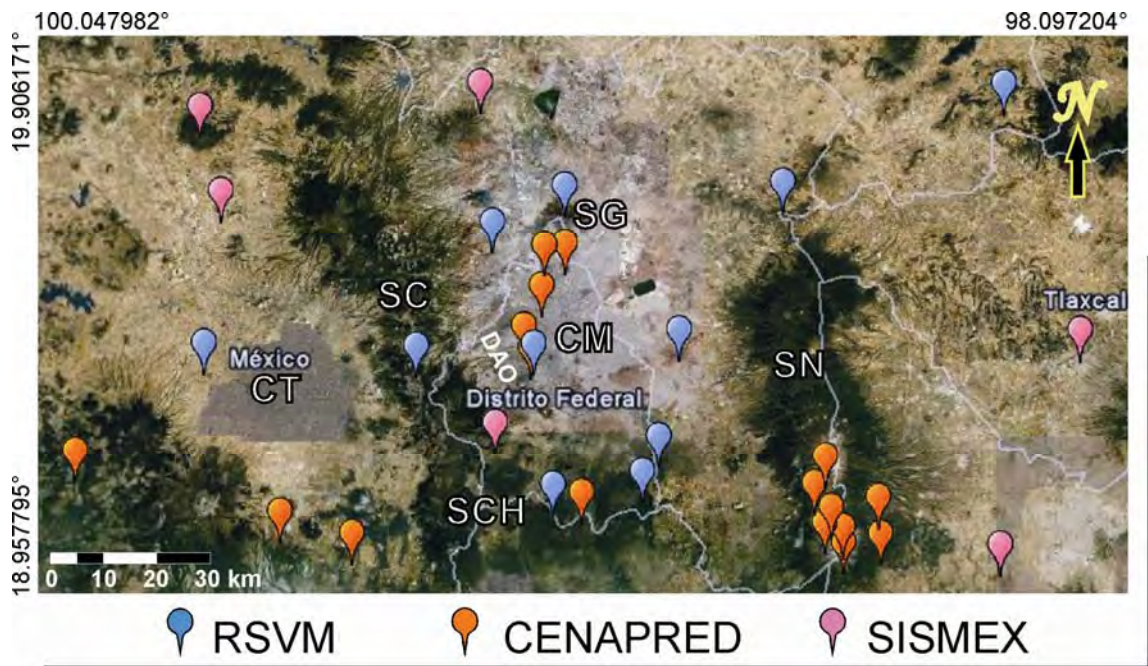 100.047982° 98.097204°
19.906171°
N
SG
SC
CM
DAO
México
CT
Distrito Federal
SN
Tlaxcal
SCH
18.957795°
0 10 20 30 km
RSVM CENAPRED SISMEX